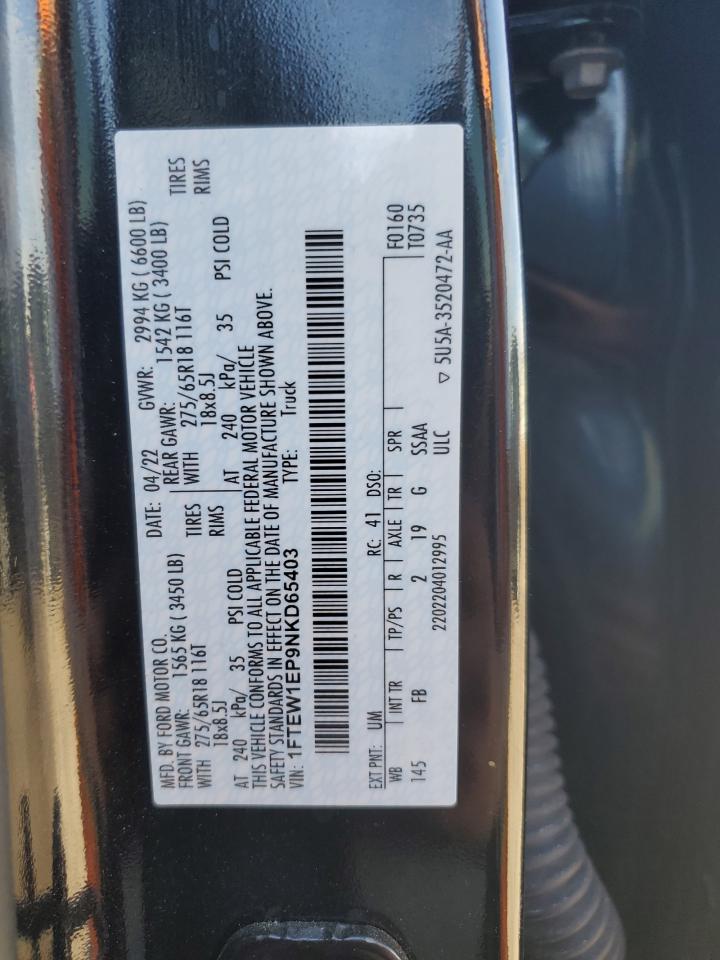 MFD. BY FORD MOTOR CO.
DATE: 04/22 GVWR: 2994 KG ( 6600 LB)
FRONT GAWR: 1565 KG ( 3450 LB)
REAR GAWR: 1542 KG ( 3400 LB)
WITH 275/65R18 116T TIRES
WITH 275/65R18 116T TIRES
18x8.5J RIMS
18x8.5J RIMS
AT 240 kPa/ 35 PSI COLD
AT 240 kPa/ 35 PSI COLD
THIS VEHICLE CONFORMS TO ALL APPLICABLE FEDERAL MOTOR VEHICLE
SAFETY STANDARDS IN EFFECT ON THE DATE OF MANUFACTURE SHOWN ABOVE.
VIN: 1FTEW1EP9NKD65403 TYPE: Truck
EXT PNT: UM RC: 41 DSO: F0160
WB INT TR TP/PS R AXLE TR SPR T0735
145 FB 2 19 G SSAA
2202204012995 ULC ▽ 5U5A-3520472-AA